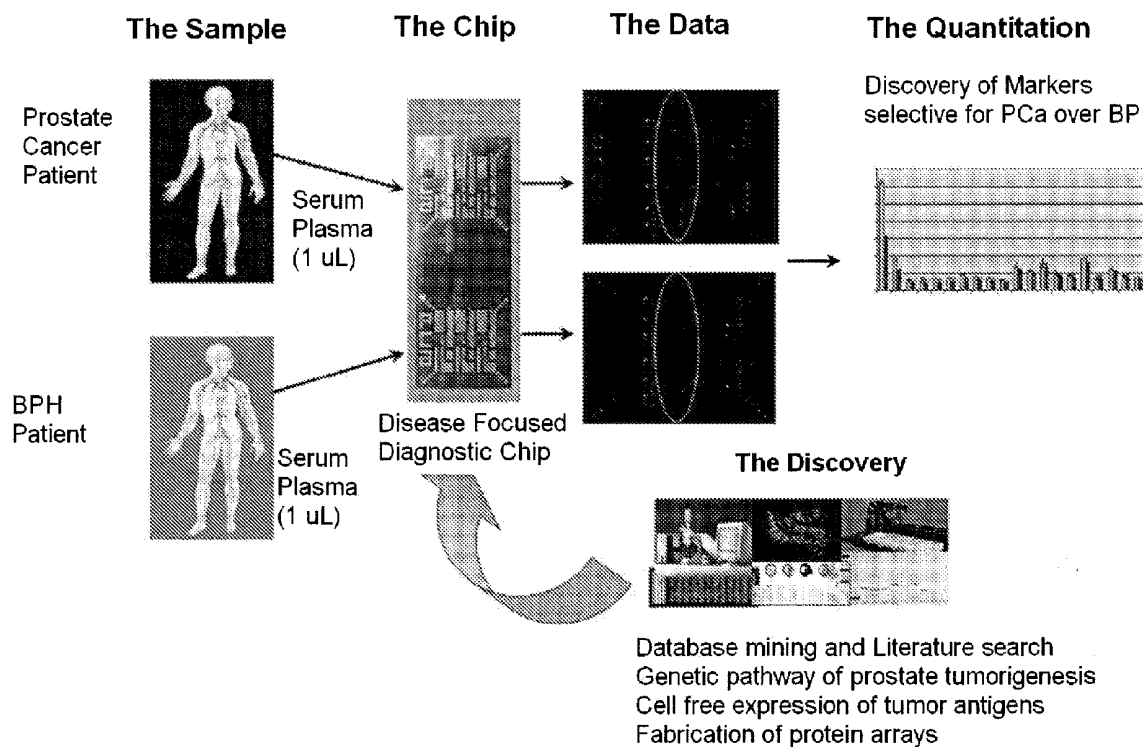 The Sample
The Chip
The Data
The Quantitation
Prostate
Cancer
Patient
Serum
Plasma
(1 uL)
Discovery of Markers
selective for PCa over BP
BPH
Patient
Serum
Plasma
(1 uL)
Disease Focused
Diagnostic Chip
The Discovery
Database mining and Literature search
Genetic pathway of prostate tumorigenesis
Cell free expression of tumor antigens
Fabrication of protein arrays